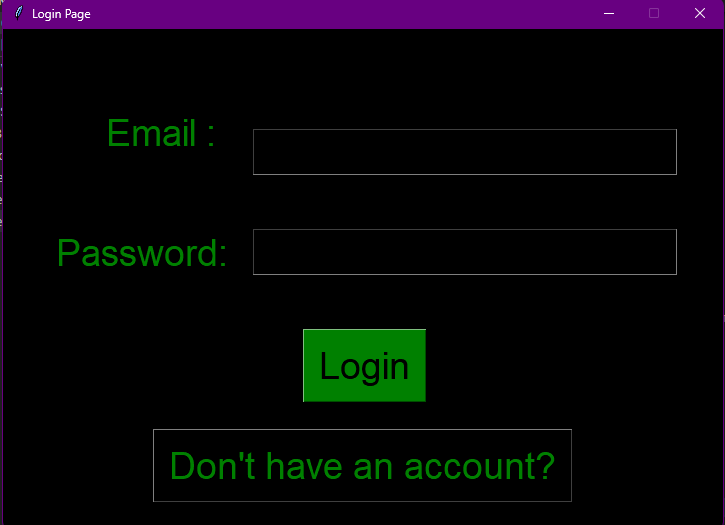 Login Page
Email :
Password:
Login
Don't have an account?